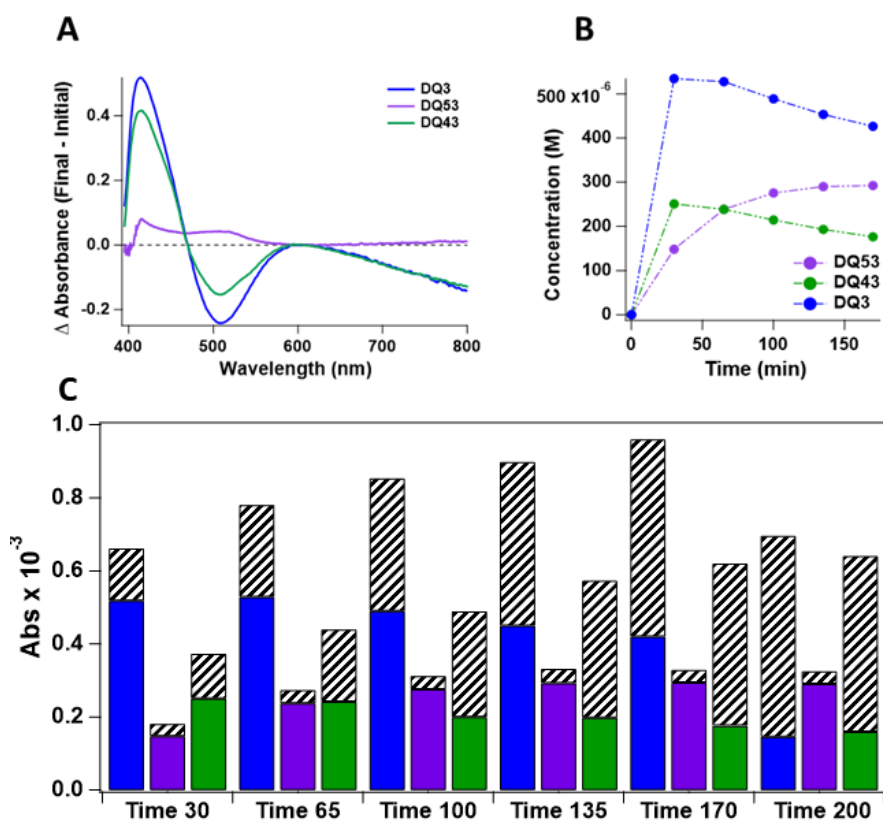 A
Δ Absorbance (Final - Initial)
0.4
0.2
0.0
-0.2
400
500
600
700
800
Wavelength (nm)
DQ3
DQ53
DQ43
B
Concentration (M)
500 x10⁻⁶
400
300
200
100
0
0
50
100
150
Time (min)
DQ53
DQ43
DQ3
C
Abs x 10⁻³
1.0
0.8
0.6
0.4
0.2
0.0
Time 30
Time 65
Time 100
Time 135
Time 170
Time 200